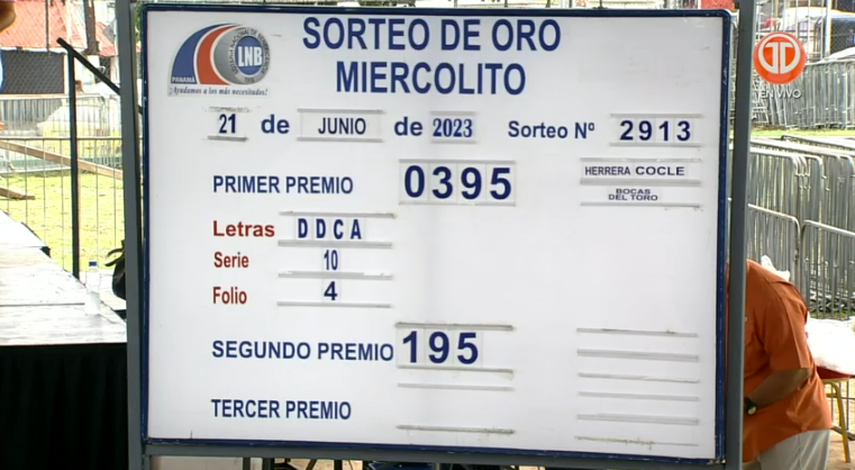 SORTEO DE ORO
MIERCOLITO
LNB
PANAMÁ
¡Ayudamos a los más necesitados!
21 de JUNIO de 2023 Sorteo Nº 2913
PRIMER PREMIO 0395 HERRERA COCLE
BOCAS
DEL TORO
Letras DDCA
Serie 10
Folio 4
SEGUNDO PREMIO 195
TERCER PREMIO
EN VIVO